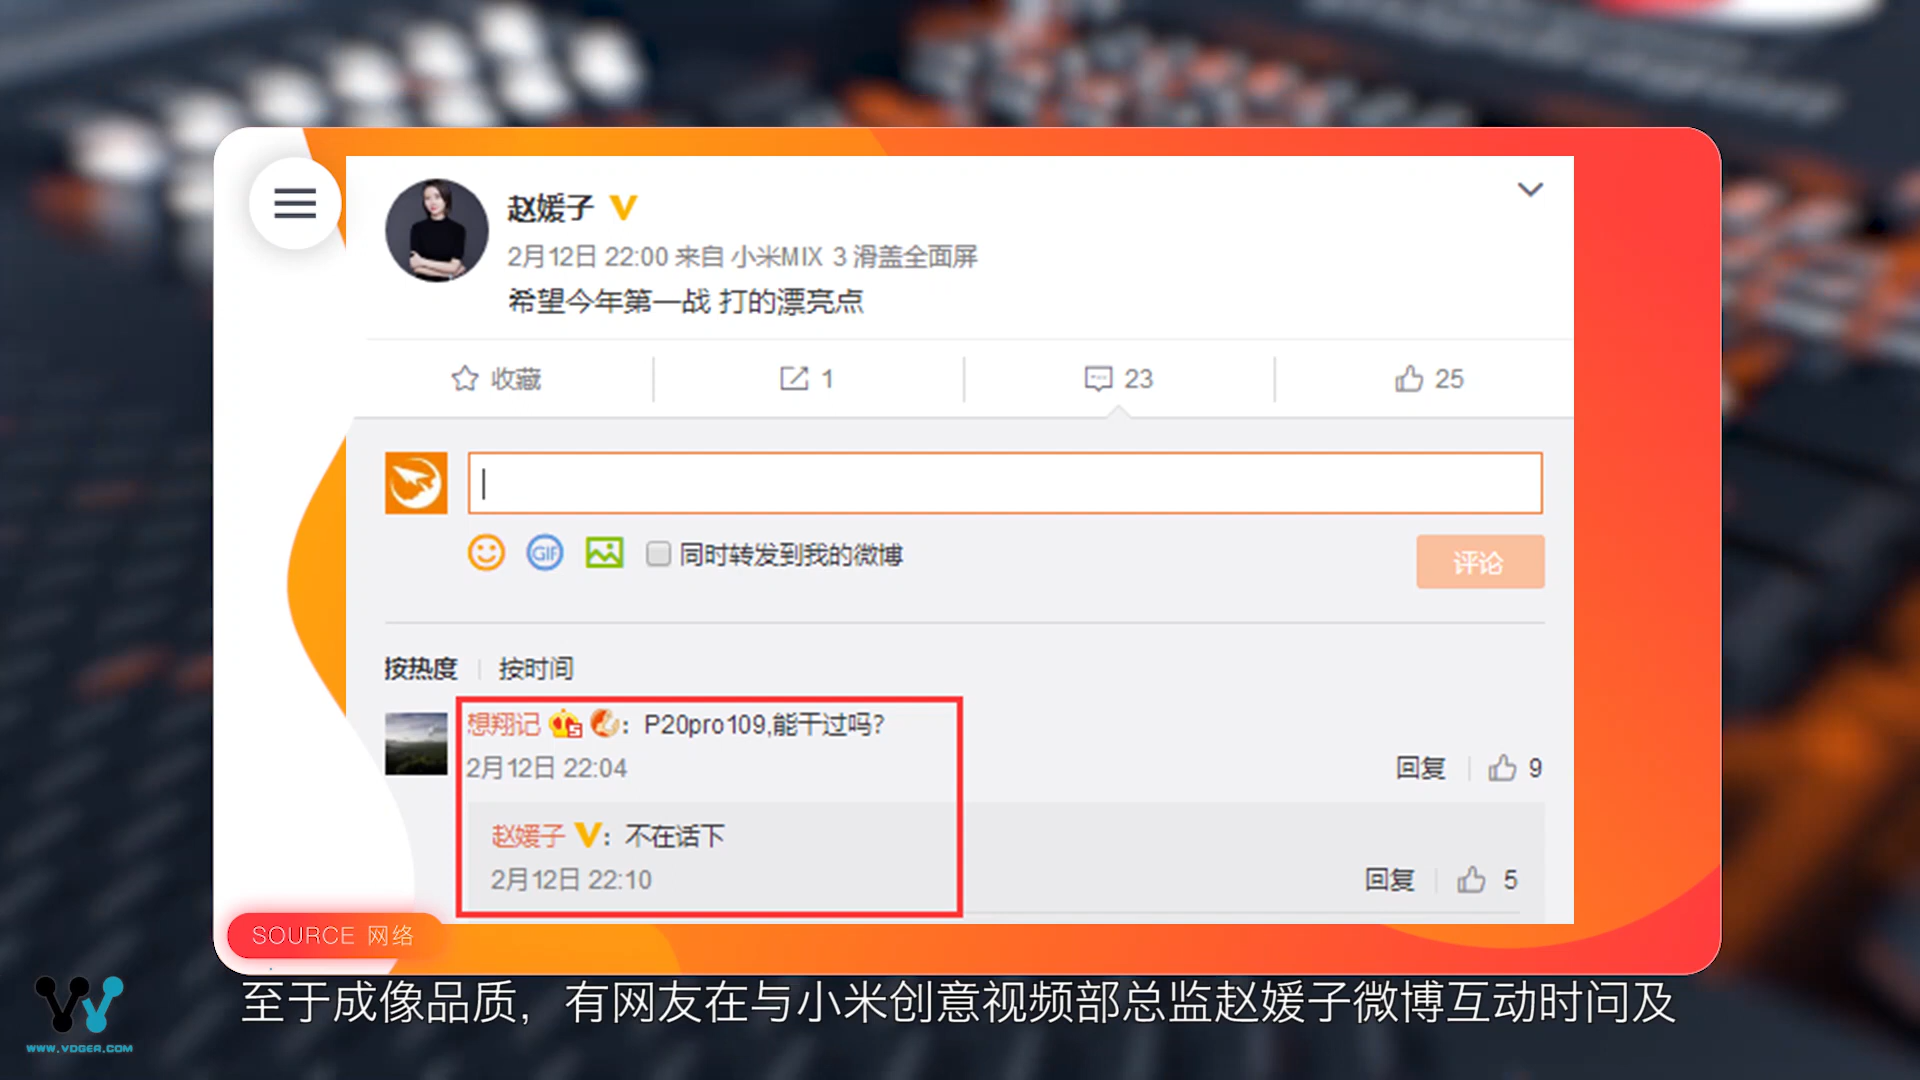 赵媛子
2月12日 22:00 来自 小米MIX 3 滑盖全面屏
希望今年第一战 打的漂亮点
收藏
1
23
25
GIF
同时转发到我的微博
评论
按热度
按时间
想翔记 : P20pro109,能干过吗?
2月12日 22:04
回复
9
赵媛子 : 不在话下
2月12日 22:10
回复
5
SOURCE 网络
至于成像品质，有网友在与小米创意视频部总监赵媛子微博互动时问及
WWW.VDGER.COM